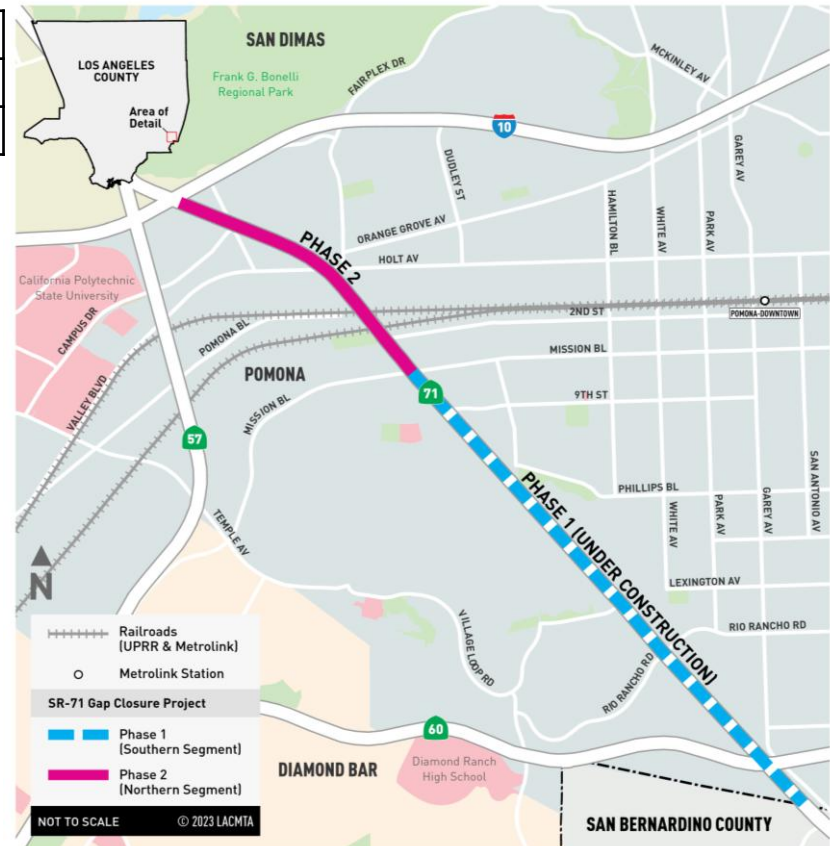 LOS ANGELES
COUNTY
Area of
Detail
SAN DIMAS
Frank G. Bonelli
Regional Park
FAIRPLEX DR
MCKINLEY AV
10
GAREY AV
DUDLEY ST
HAMILTON BL
WHITE AV
PARK AV
ORANGE GROVE AV
PHASE 2
HOLT AV
California Polytechnic
State University
CAMPUS DR
POMONA BL
2ND ST
POMONA-DOWNTOWN
MISSION BL
VALLEY BLVD
POMONA
71
9TH ST
MISSION BL
57
PHILLIPS BL
PHASE 1 (UNDER CONSTRUCTION)
WHITE AV
PARK AV
GAREY AV
SAN ANTONIO AV
TEMPLE AV
N
LEXINGTON AV
VILLAGE LOOP RD
RIO RANCHO RD
RIO RANCHO RD
Railroads
(UPRR & Metrolink)
Metrolink Station
SR-71 Gap Closure Project
Phase 1
(Southern Segment)
Phase 2
(Northern Segment)
NOT TO SCALE © 2023 LACMTA
60
DIAMOND BAR
Diamond Ranch
High School
SAN BERNARDINO COUNTY